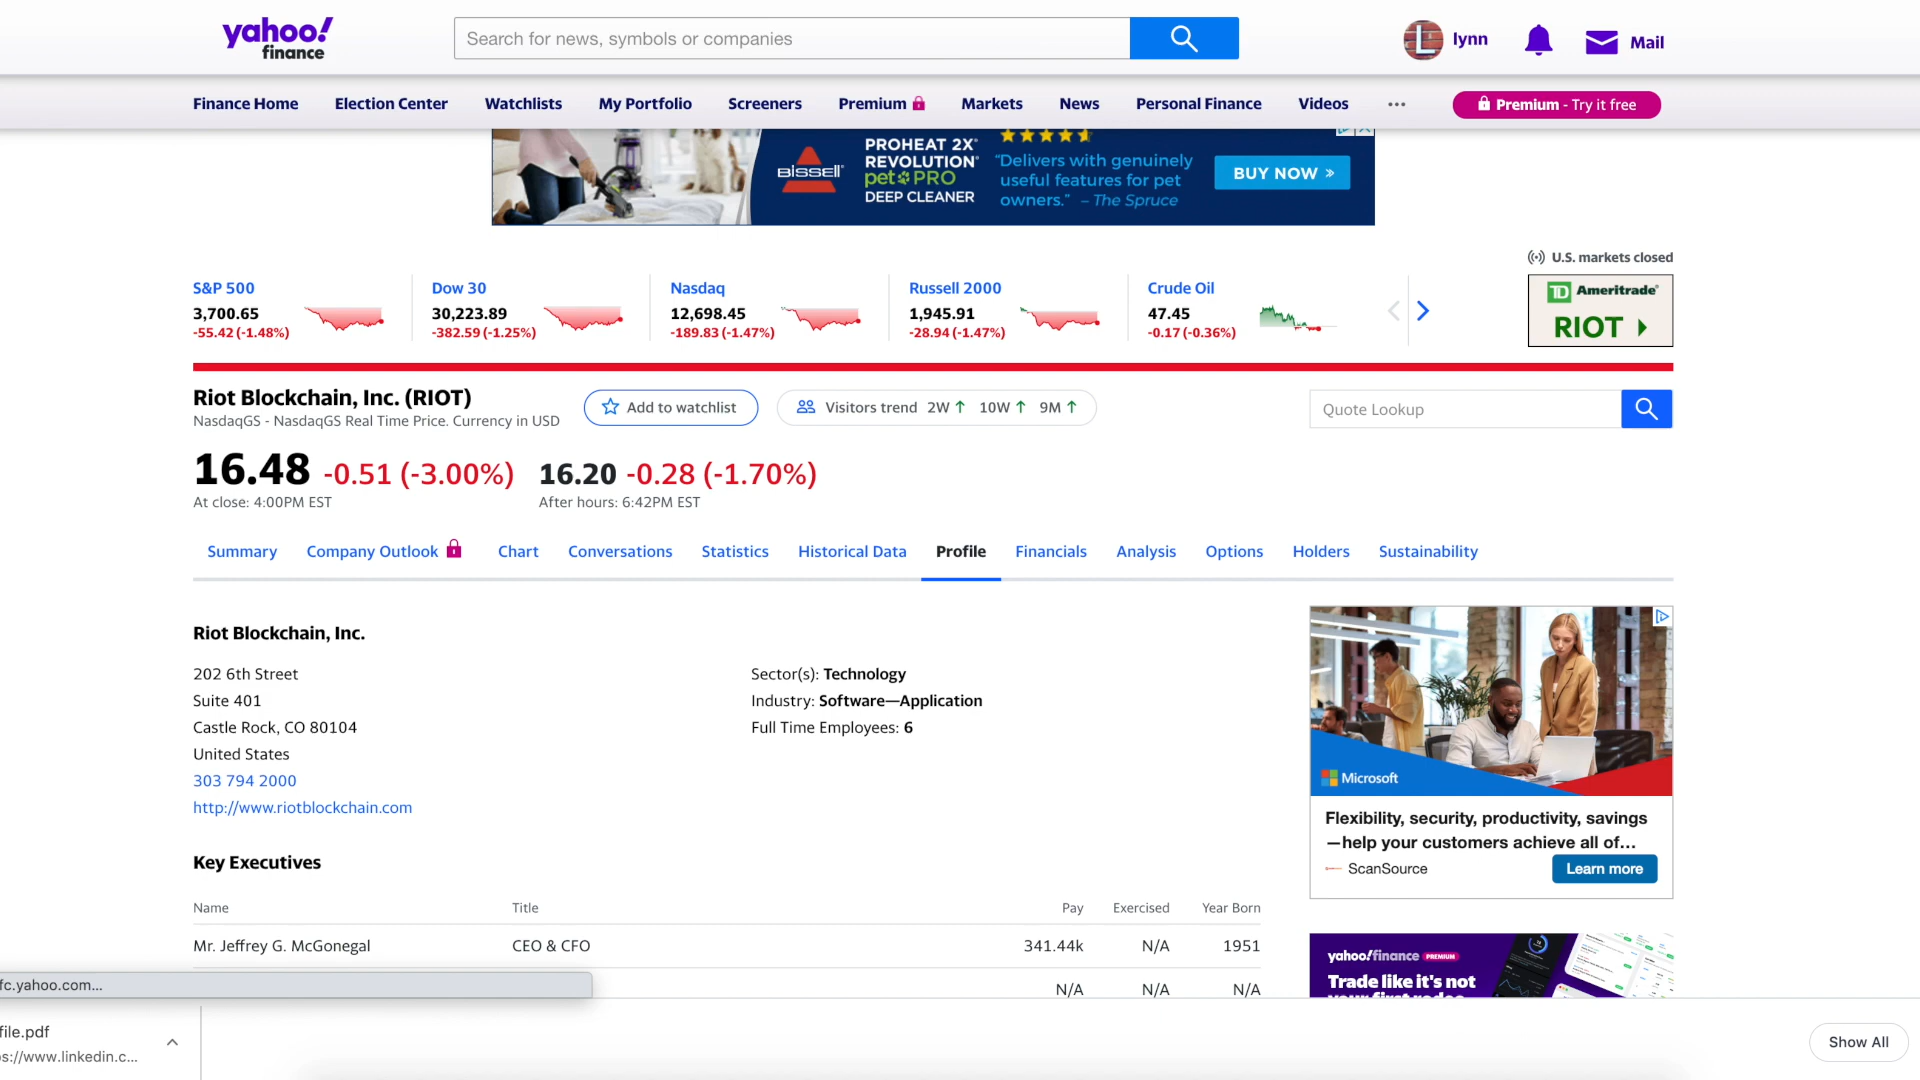 yahoo!
finance
Search for news, symbols or companies
L
lynn
Mail
Finance Home
Election Center
Watchlists
My Portfolio
Screeners
Premium
Markets
News
Personal Finance
Videos
Premium - Try it free
BISSELL
PROHEAT 2X®
REVOLUTION®
pet PRO
DEEP CLEANER
“Delivers with genuinely
useful features for pet
owners.” – The Spruce
BUY NOW »
U.S. markets closed
S&P 500
3,700.65
-55.42 (-1.48%)
Dow 30
30,223.89
-382.59 (-1.25%)
Nasdaq
12,698.45
-189.83 (-1.47%)
Russell 2000
1,945.91
-28.94 (-1.47%)
Crude Oil
47.45
-0.17 (-0.36%)
TD Ameritrade
RIOT
Riot Blockchain, Inc. (RIOT)
NasdaqGS - NasdaqGS Real Time Price. Currency in USD
Add to watchlist
Visitors trend 2W ↑ 10W ↑ 9M ↑
Quote Lookup
16.48 -0.51 (-3.00%)
At close: 4:00PM EST
16.20 -0.28 (-1.70%)
After hours: 6:42PM EST
Summary
Company Outlook
Chart
Conversations
Statistics
Historical Data
Profile
Financials
Analysis
Options
Holders
Sustainability
Riot Blockchain, Inc.
202 6th Street
Suite 401
Castle Rock, CO 80104
United States
303 794 2000
http://www.riotblockchain.com
Sector(s): Technology
Industry: Software—Application
Full Time Employees: 6
Microsoft
Flexibility, security, productivity, savings
—help your customers achieve all of...
ScanSource
Learn more
Key Executives
Name Title Pay Exercised Year Born
Mr. Jeffrey G. McGonegal CEO & CFO 341.44k N/A 1951
N/A N/A N/A
yahoo!finance PREMIUM
Trade like it's not
your first rodeo
fc.yahoo.com...
file.pdf
s://www.linkedin.c...
Show All